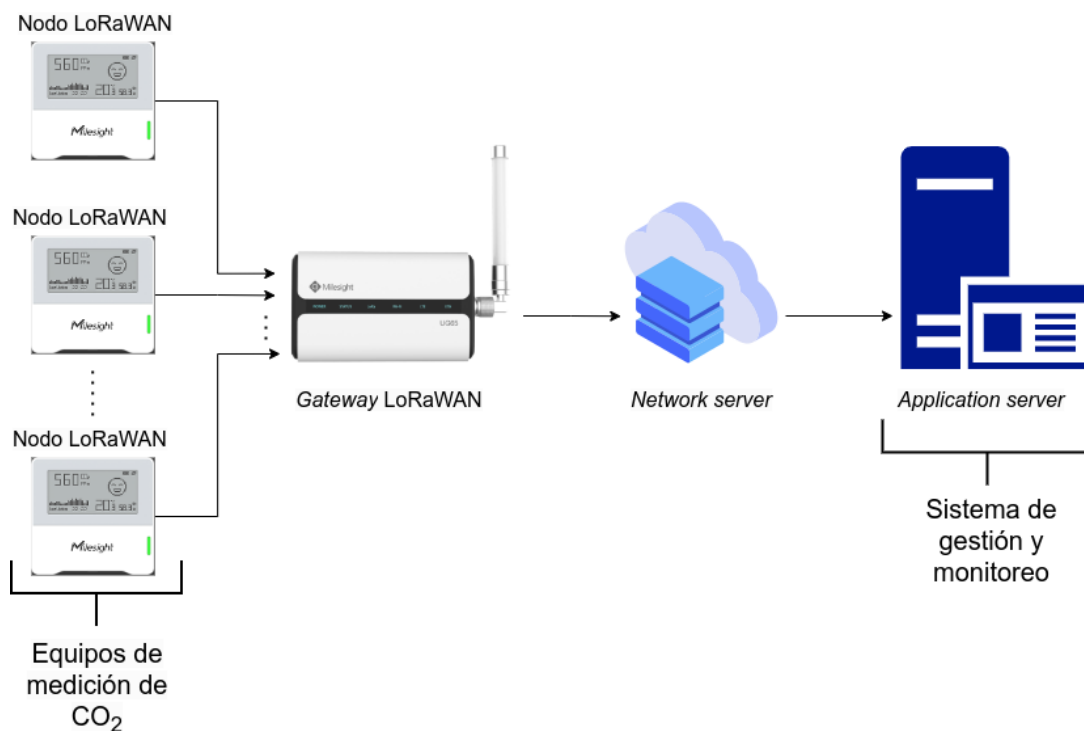 Nodo LoRaWAN
560
Milesight
Nodo LoRaWAN
560
Milesight
Nodo LoRaWAN
560
Milesight
Equipos de
medición de
CO₂
Milesight
UG65
Gateway LoRaWAN
Network server
Application server
Sistema de
gestión y
monitoreo